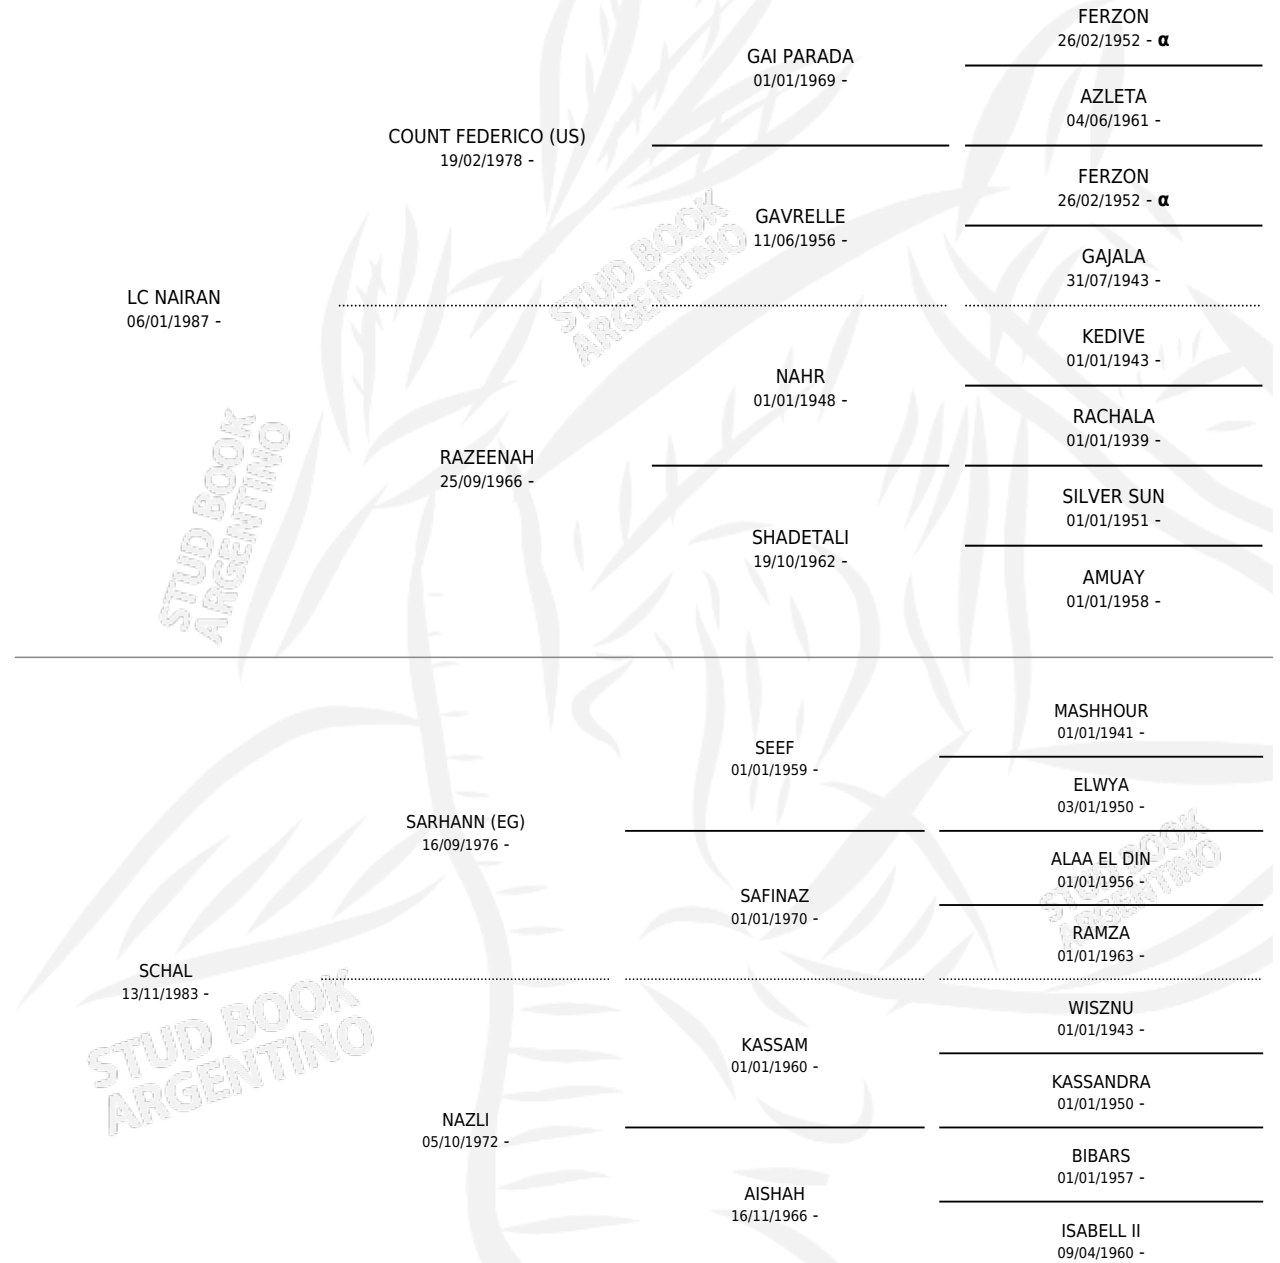 FERZON
26/02/1952 - α
GAI PARADA
01/01/1969 -
AZLETA
04/06/1961 -
COUNT FEDERICO (US)
19/02/1978 -
FERZON
26/02/1952 - α
GAVRELLE
11/06/1956 -
GAJALA
31/07/1943 -
LC NAIRAN
06/01/1987 -
KEDIVE
01/01/1943 -
NAHR
01/01/1948 -
RACHALA
01/01/1939 -
RAZEENAH
25/09/1966 -
SILVER SUN
01/01/1951 -
SHADETALI
19/10/1962 -
AMUAY
01/01/1958 -
MASHHOUR
01/01/1941 -
SEEF
01/01/1959 -
ELWYA
03/01/1950 -
SARHANN (EG)
16/09/1976 -
ALAA EL DIN
01/01/1956 -
SAFINAZ
01/01/1970 -
RAMZA
01/01/1963 -
SCHAL
13/11/1983 -
WISZNU
01/01/1943 -
KASSAM
01/01/1960 -
KASSANDRA
01/01/1950 -
NAZLI
05/10/1972 -
BIBARS
01/01/1957 -
AISHAH
16/11/1966 -
ISABELL II
09/04/1960 -
STUD BOOK
ARGENTINO
STUD BOOK
ARGENTINO
STUD BOOK
ARGENTINO
STUD BOOK
ARGENTINO